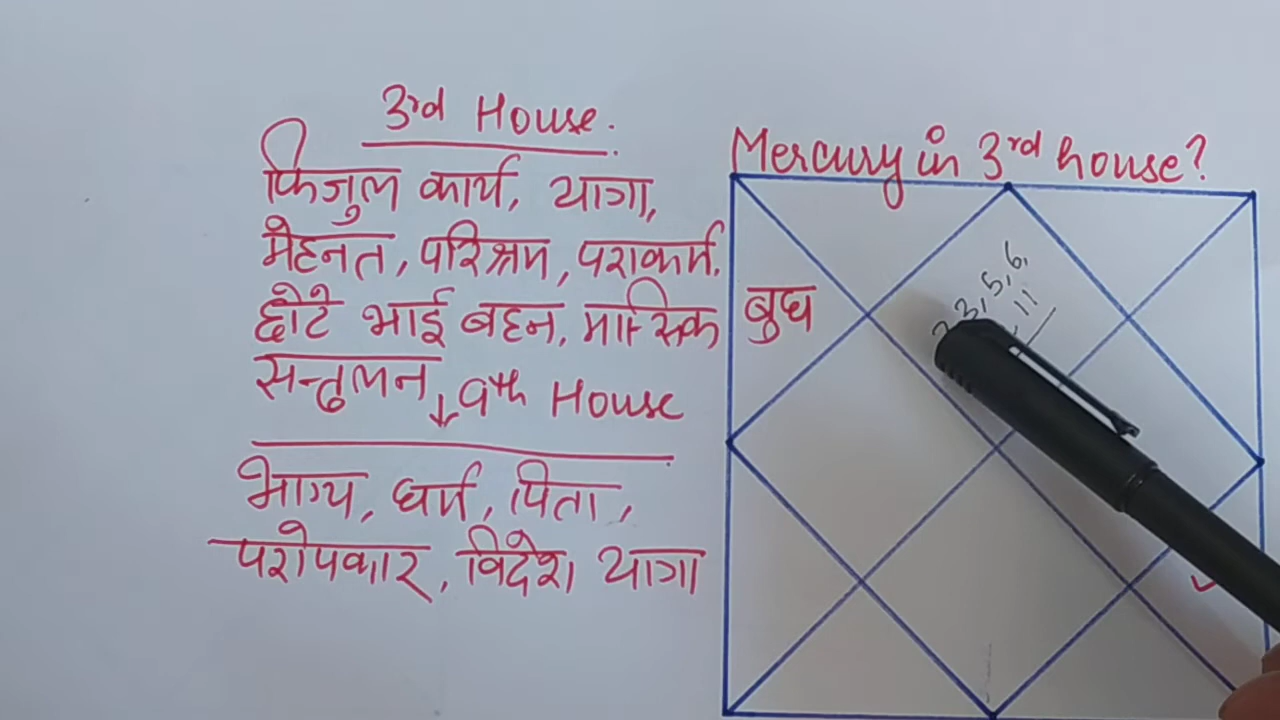 3rd House.
फिजुल कार्य, यात्रा,
मेहनत, परिश्रम, पराकर्म.
छोटे भाई बहन, मानसिक
सन्तुलन, 9th House
भाग्य, धर्म, पिता,
परोपकार, विदेश यात्रा
Mercury in 3rd house?
बुध
3, 5, 6,
11